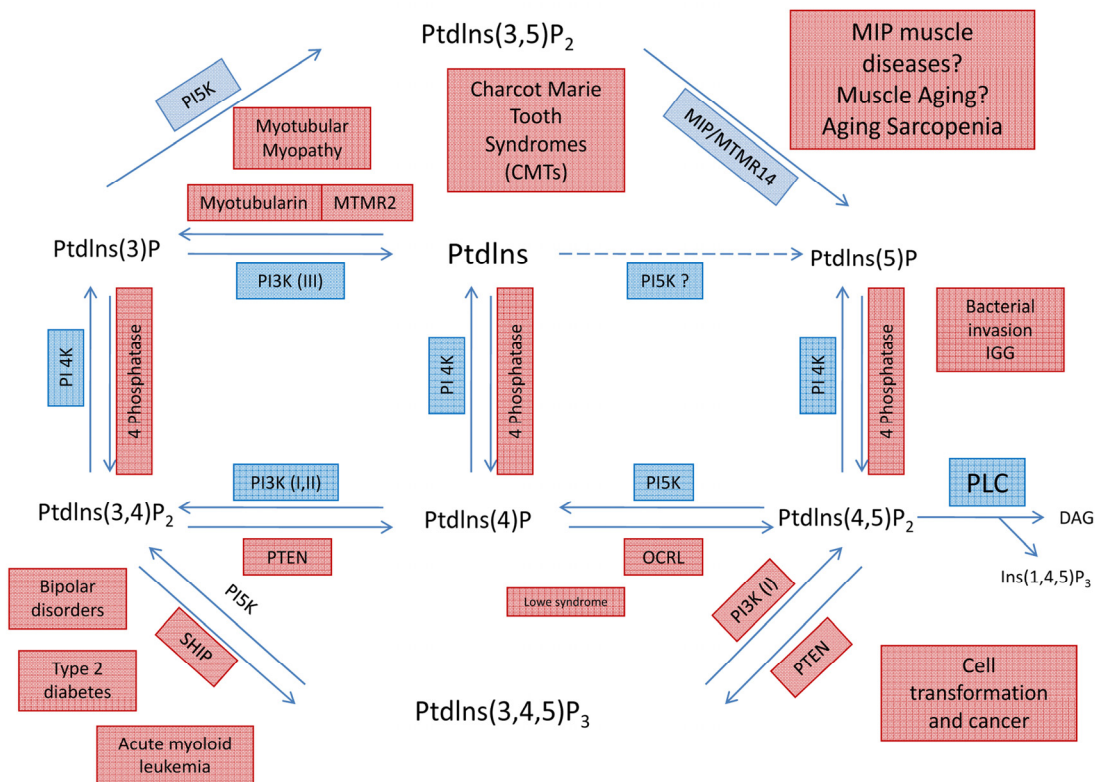 PtdIns(3,5)P₂
MIP muscle
diseases?
Muscle Aging?
Aging Sarcopenia
PI5K
Charcot Marie
Tooth
Syndromes
(CMTs)
MIP/MTMR14
Myotubular
Myopathy
Myotubularin
MTMR2
PtdIns(3)P
PtdIns
PtdIns(5)P
PI3K (III)
PI5K ?
PI 4K
4 Phosphatase
PI 4K
4 Phosphatase
PI 4K
4 Phosphatase
Bacterial
invasion
IGG
PI3K (I,II)
PI5K
PLC
PtdIns(3,4)P₂
PtdIns(4)P
PtdIns(4,5)P₂
DAG
PTEN
OCRL
Ins(1,4,5)P₃
Bipolar
disorders
PI5K
SHIP
Lowe syndrome
PI3K (I)
PTEN
Type 2
diabetes
Cell
transformation
and cancer
PtdIns(3,4,5)P₃
Acute myoloid
leukemia